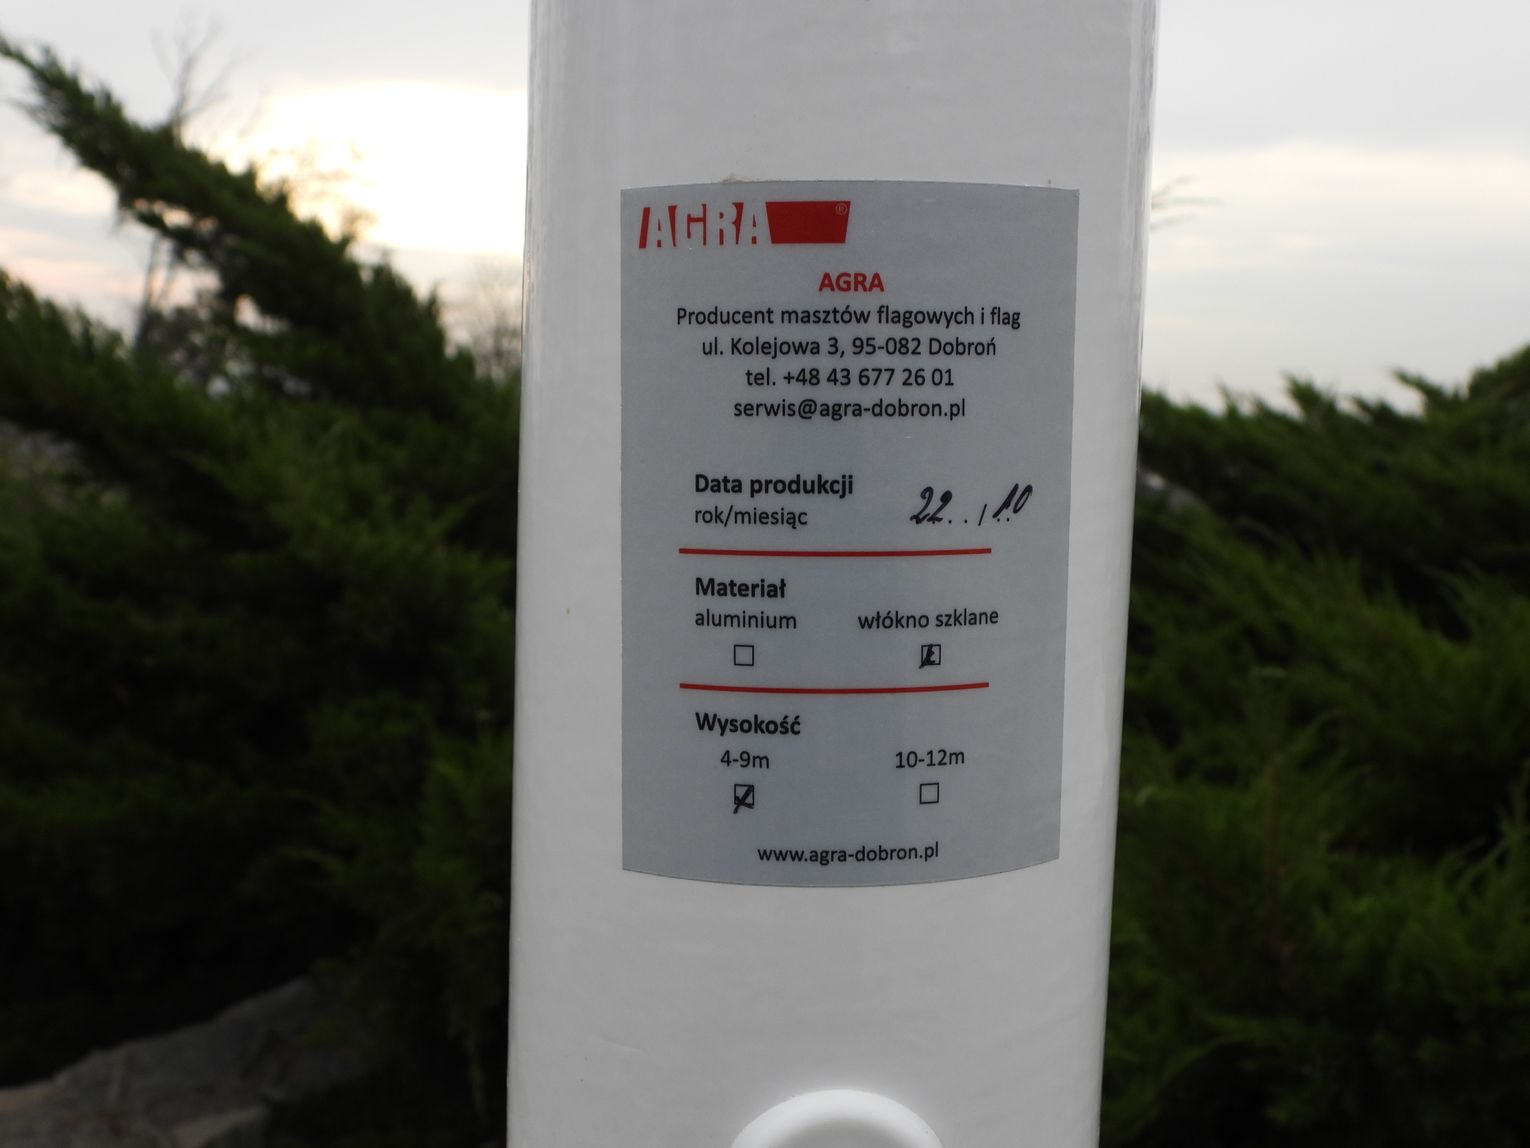 AGRA ®
AGRA
Producent masztów flagowych i flag
ul. Kolejowa 3, 95-082 Dobroń
tel. +48 43 677 26 01
serwis@agra-dobron.pl
Data produkcji
rok/miesiąc 22../10
Materiał
aluminium włókno szklane
Wysokość
4-9m 10-12m
www.agra-dobron.pl